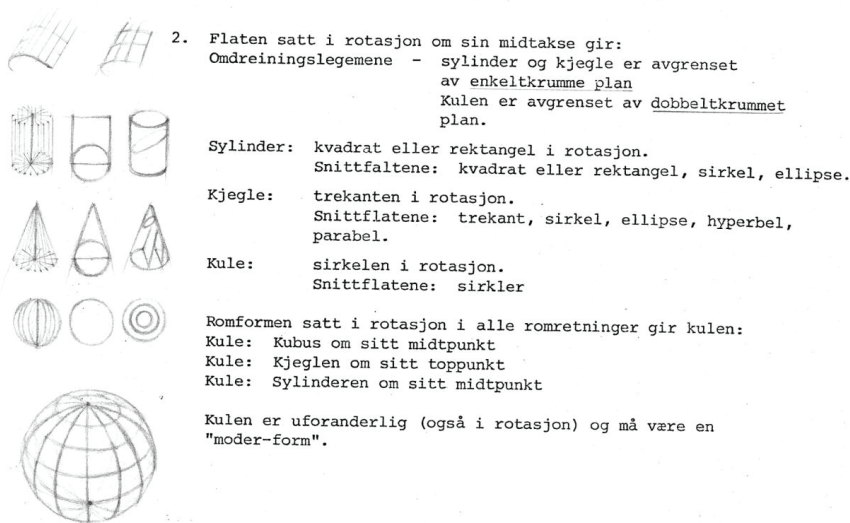 2. Flaten satt i rotasjon om sin midtakse gir:
Omdreiningslegemene - sylinder og kjegle er avgrenset
av enkeltkrumme plan
Kulen er avgrenset av dobbeltkrummet
plan.
Sylinder: kvadrat eller rektangel i rotasjon.
Snittfaltene: kvadrat eller rektangel, sirkel, ellipse.
Kjegle: trekanten i rotasjon.
Snittflatene: trekant, sirkel, ellipse, hyperbel,
parabel.
Kule: sirkelen i rotasjon.
Snittflatene: sirkler
Romformen satt i rotasjon i alle romretninger gir kulen:
Kule: Kubus om sitt midtpunkt
Kule: Kjeglen om sitt toppunkt
Kule: Sylinderen om sitt midtpunkt
Kulen er uforanderlig (også i rotasjon) og må være en
"moder-form".